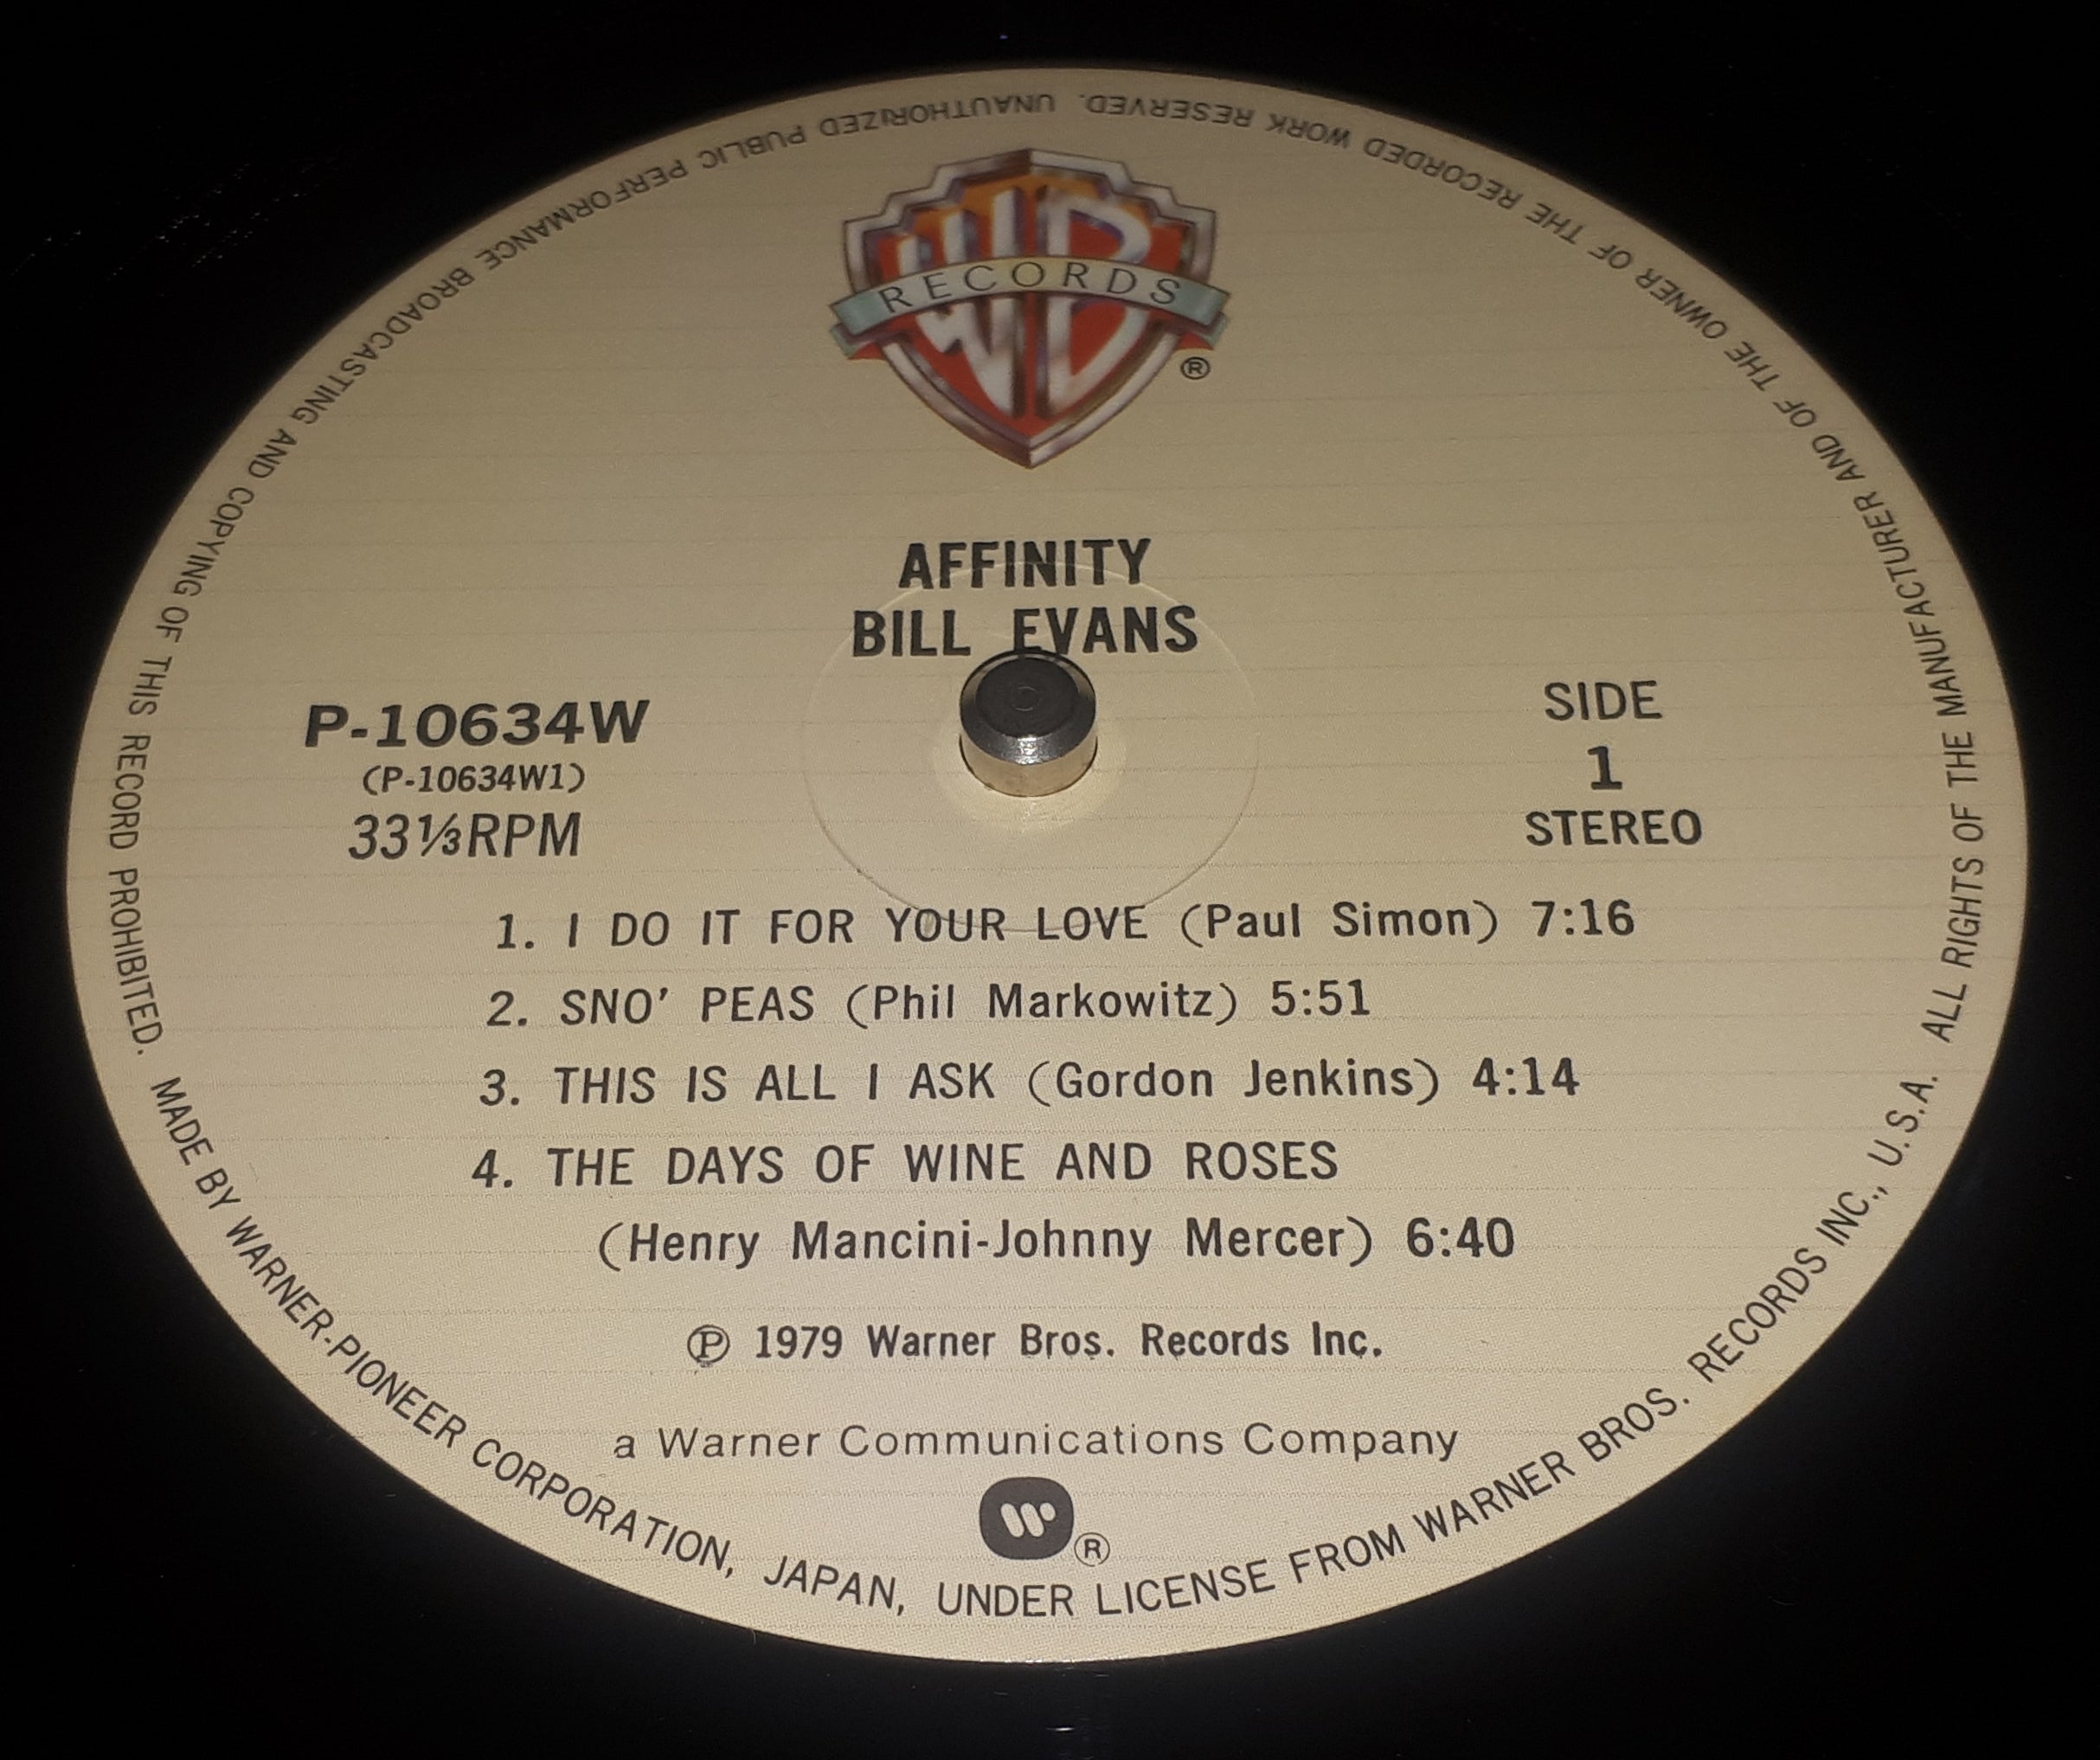 WB
RECORDS
®
AFFINITY
BILL EVANS
P-10634W
(P-10634W1)
33⅓RPM
SIDE
1
STEREO
1. I DO IT FOR YOUR LOVE (Paul Simon) 7:16
2. SNO' PEAS (Phil Markowitz) 5:51
3. THIS IS ALL I ASK (Gordon Jenkins) 4:14
4. THE DAYS OF WINE AND ROSES
(Henry Mancini-Johnny Mercer) 6:40
℗ 1979 Warner Bros. Records Inc.
a Warner Communications Company
W®
MADE BY WARNER-PIONEER CORPORATION, JAPAN, UNDER LICENSE FROM WARNER BROS. RECORDS INC., U.S.A. ALL RIGHTS OF THE MANUFACTURER AND OF THE OWNER OF THE RECORDED WORK RESERVED. UNAUTHORIZED PUBLIC PERFORMANCE BROADCASTING AND COPYING OF THIS RECORD PROHIBITED.